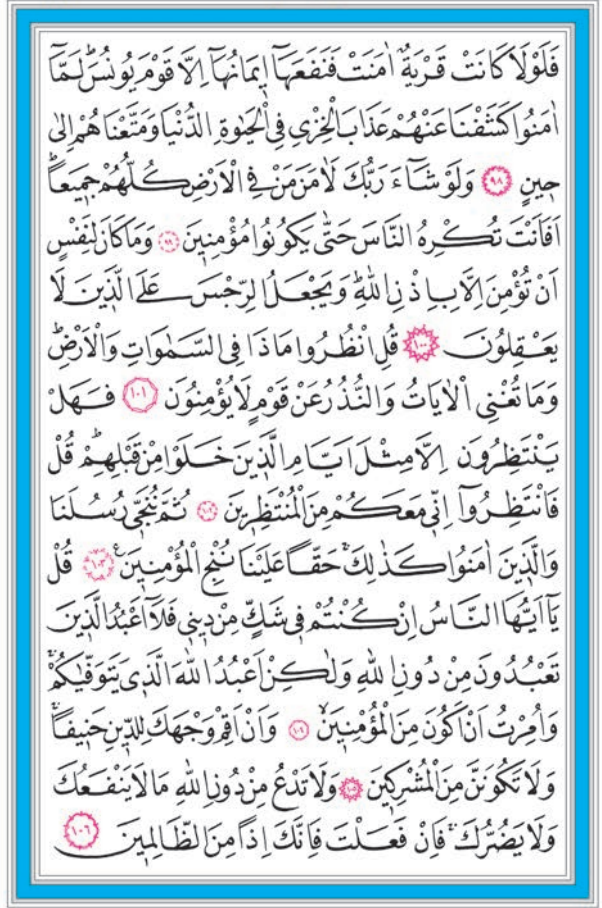 فَلَوْلَا كَانَتْ قَرْيَةٌ اٰمَنَتْ فَنَفَعَهَٓا ا۪يمَانُهَٓا اِلَّا قَوْمَ يُونُسَۜ لَمَّٓا
اٰمَنُوا كَشَفْنَا عَنْهُمْ عَذَابَ الْخِزْيِ فِي الْحَيٰوةِ الدُّنْيَا وَمَتَّعْنَاهُمْ اِلٰى
ح۪ينٍ ﴿٩٨﴾ وَلَوْ شَٓاءَ رَبُّكَ لَاٰمَنَ مَنْ فِي الْاَرْضِ كُلُّهُمْ جَم۪يعاًۜ
اَفَاَنْتَ تُكْرِهُ النَّاسَ حَتّٰى يَكُونُوا مُؤْمِن۪ينَ ﴿٩٩﴾ وَمَا كَانَ لِنَفْسٍ
اَنْ تُؤْمِنَ اِلَّا بِاِذْنِ اللّٰهِۜ وَيَجْعَلُ الرِّجْسَ عَلَى الَّذ۪ينَ لَا
يَعْقِلُونَ ﴿١٠٠﴾ قُلِ انْظُرُوا مَاذَا فِي السَّمٰوَاتِ وَالْاَرْضِۜ
وَمَا تُغْنِي الْاٰيَاتُ وَالنُّذُرُ عَنْ قَوْمٍ لَا يُؤْمِنُونَ ﴿١٠١﴾ فَهَلْ
يَنْتَظِرُونَ اِلَّا مِثْلَ اَيَّامِ الَّذ۪ينَ خَلَوْا مِنْ قَبْلِهِمْۜ قُلْ
فَانْتَظِرُٓوا اِنّ۪ي مَعَكُمْ مِنَ الْمُنْتَظِر۪ينَ ﴿١٠٢﴾ ثُمَّ نُنَجّ۪ي رُسُلَنَا
وَالَّذ۪ينَ اٰمَنُوا كَذٰلِكَۚ حَقاًّ عَلَيْنَا نُنْجِ الْمُؤْمِن۪ينَ۟ ﴿١٠٣﴾ قُلْ
يَٓا اَيُّهَا النَّاسُ اِنْ كُنْتُمْ ف۪ي شَكٍّ مِنْ د۪ين۪ي فَلَٓا اَعْبُدُ الَّذ۪ينَ
تَعْبُدُونَ مِنْ دُونِ اللّٰهِ وَلٰكِنْ اَعْبُدُ اللّٰهَ الَّذ۪ي يَتَوَفّٰيكُمْۚ
وَاُمِرْتُ اَنْ اَكُونَ مِنَ الْمُؤْمِن۪ينَۙ ﴿١٠٤﴾ وَاَنْ اَقِمْ وَجْهَكَ لِلدّ۪ينِ حَن۪يفاًۚ
وَلَا تَكُونَنَّ مِنَ الْمُشْرِك۪ينَ ﴿١٠٥﴾ وَلَا تَدْعُ مِنْ دُونِ اللّٰهِ مَا لَا يَنْفَعُكَ
وَلَا يَضُرُّكَۚ فَاِنْ فَعَلْتَ فَاِنَّكَ اِذاً مِنَ الظَّالِم۪ينَ ﴿١٠٦﴾